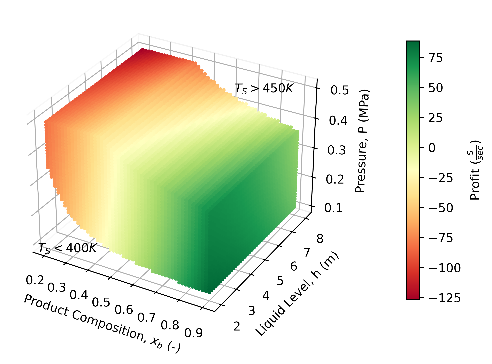 T_S > 450K
T_S < 400K
0.5
0.4
0.3
0.2
0.1
Pressure, P (MPa)
0.2 0.3 0.4 0.5 0.6 0.7 0.8 0.9
Product Composition, x_b (-)
2 3 4 5 6 7 8
Liquid Level, h (m)
75
50
25
0
−25
−50
−75
−100
−125
Profit ($/sec)